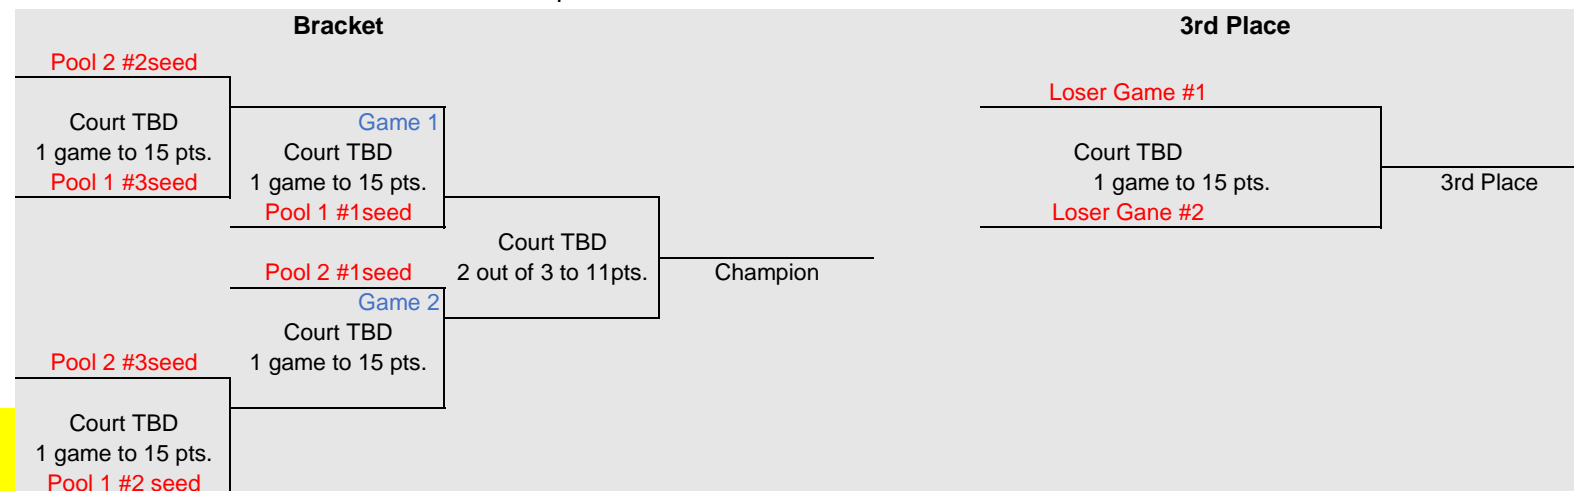 Bracket
3rd Place
Pool 2 #2seed
Loser Game #1
Court TBD
Game 1
1 game to 15 pts.
Court TBD
Court TBD
Pool 1 #3seed
1 game to 15 pts.
1 game to 15 pts.
3rd Place
Pool 1 #1seed
Loser Gane #2
Court TBD
Pool 2 #1seed
2 out of 3 to 11pts.
Champion
Game 2
Court TBD
Pool 2 #3seed
1 game to 15 pts.
Court TBD
1 game to 15 pts.
Pool 1 #2 seed